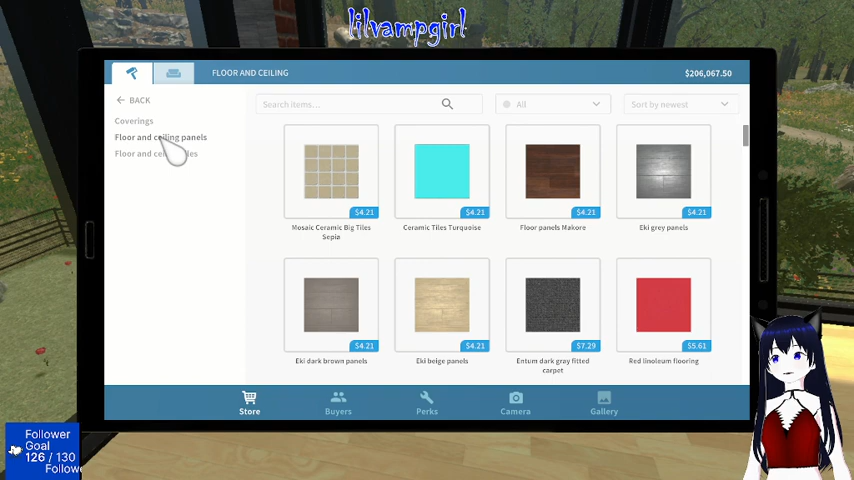 lilvampgirl
FLOOR AND CEILING
$206,067.50
BACK
Coverings
Floor and ceiling panels
Floor and
Search items...
All
Sort by newest
$4.21
$4.21
$4.21
$4.21
Mosaic Ceramic Big Tiles
Sepia
Ceramic Tiles Turquoise
Floor panels Makore
Eki grey panels
$4.21
$4.21
$7.29
$5.61
Eki dark brown panels
Eki beige panels
Entum dark gray fitted
carpet
Red linoleum flooring
Store
Buyers
Perks
Camera
Gallery
Follower
Goal
126 / 130
Followe